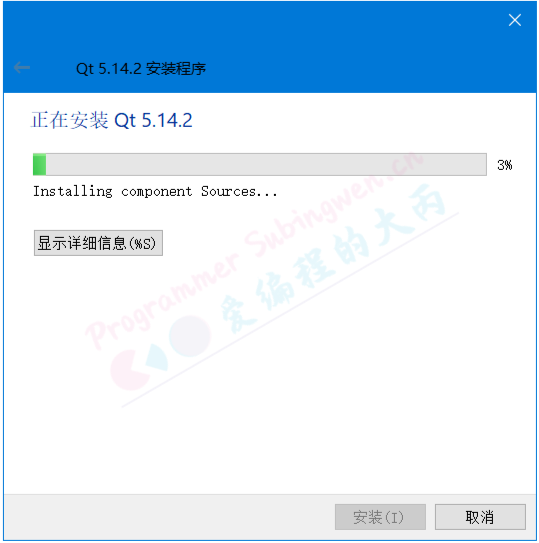 Qt 5.14.2 安装程序
正在安装 Qt 5.14.2
3%
Installing component Sources...
显示详细信息(%S)
Programmer Subingwen.cn
爱编程的大丙
安装(I)
取消